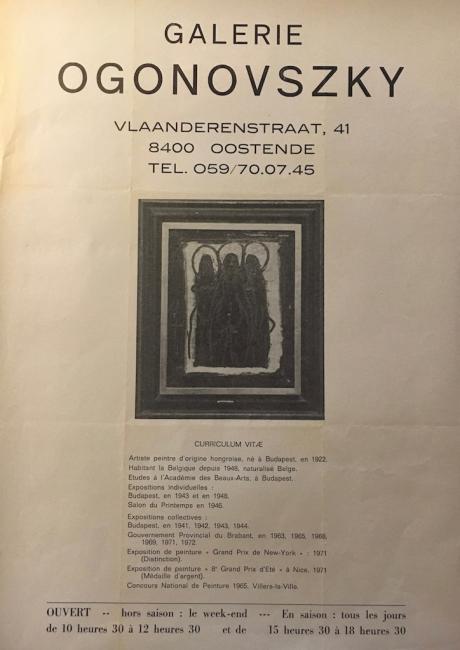 GALERIE
OGONOVSZKY
VLAANDERENSTRAAT, 41
8400 OOSTENDE
TEL. 059/70.07.45
CURRICULUM VITÆ
Artiste peintre d'origine hongroise, né à Budapest, en 1922.
Habitant la Belgique depuis 1948, naturalisé Belge.
Etudes à l'Académie des Beaux-Arts, à Budapest.
Expositions individuelles :
Budapest, en 1943 et en 1948.
Salon du Printemps en 1946.
Expositions collectives :
Budapest, en 1941, 1942, 1943, 1944.
Gouvernement Provincial du Brabant, en 1963, 1965, 1968,
1969, 1971, 1972.
Exposition de peinture « Grand Prix de New-York » : 1971
(Distinction).
Exposition de peinture « 8e Grand Prix d'Eté » à Nice, 1971
(Médaille d'argent).
Concours National de Peinture 1965, Villers-la-Ville.
OUVERT -- hors saison : le week-end --- En saison : tous les jours
de 10 heures 30 à 12 heures 30 et de 15 heures 30 à 18 heures 30